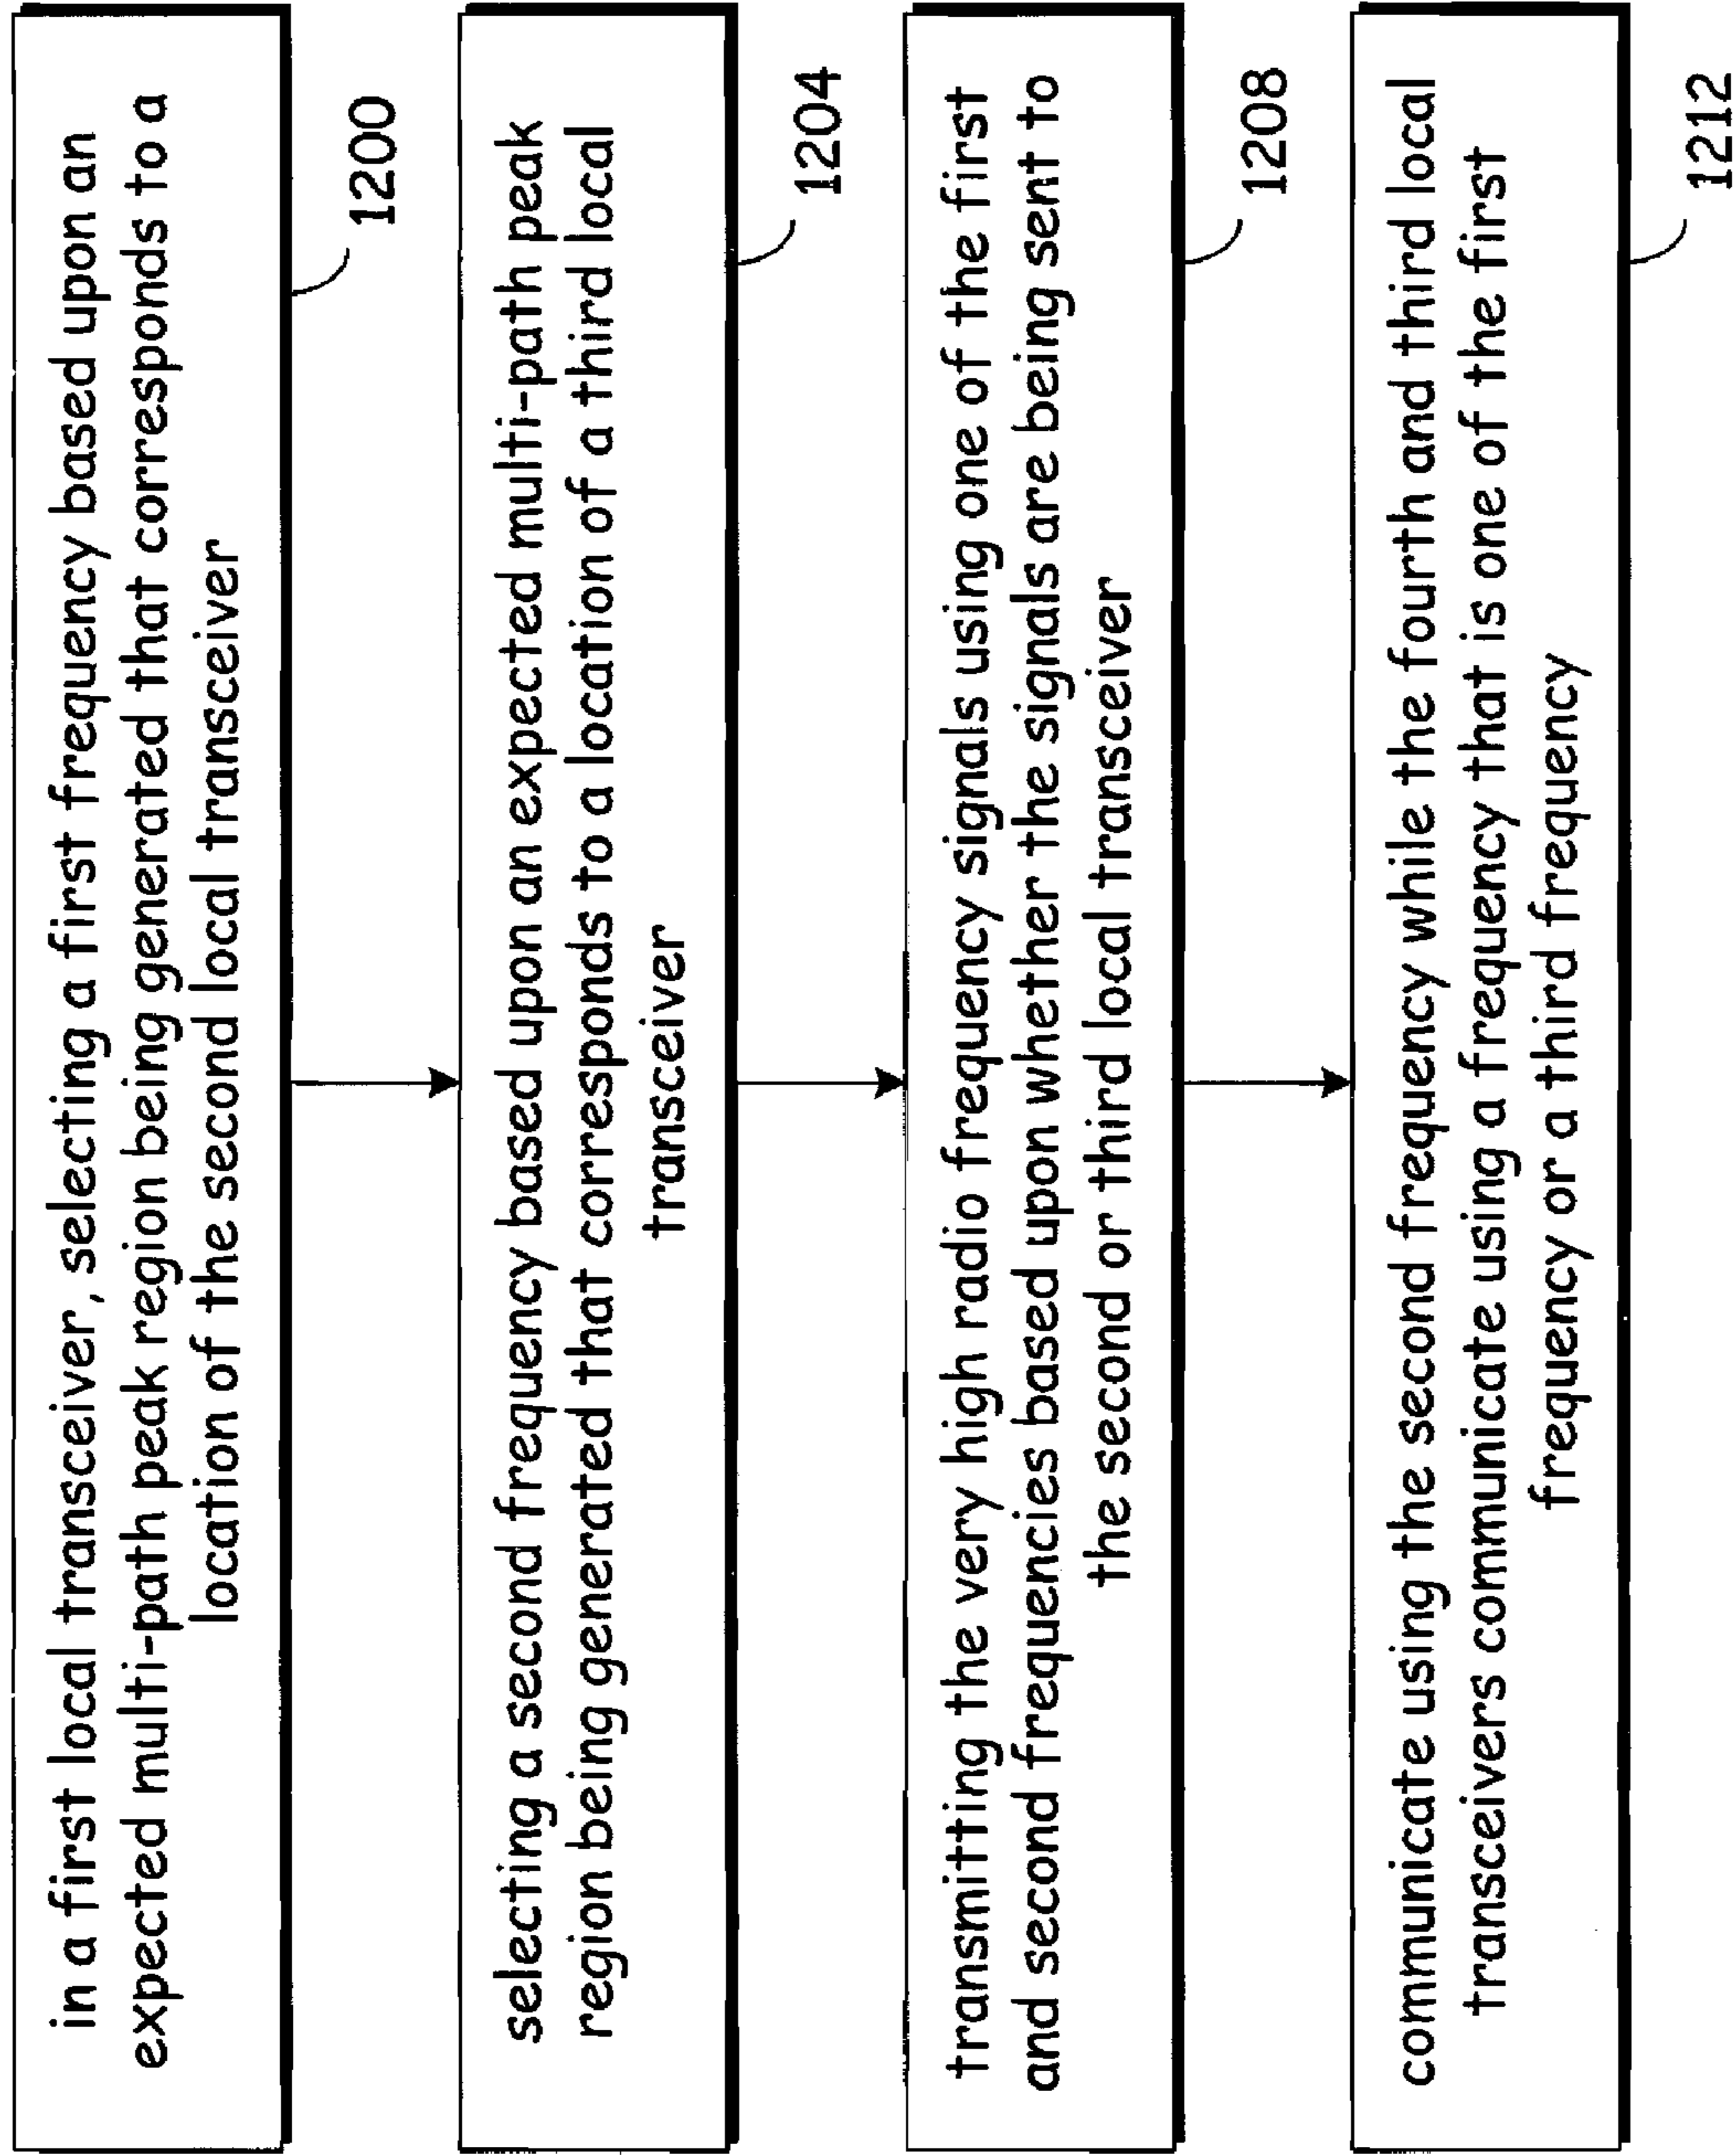 in a first local transceiver, selecting a first frequency based upon an
expected multi-path peak region being generated that corresponds to a
location of the second local transceiver
1200
selecting a second frequency based upon an expected multi-path peak
region being generated that corresponds to a location of a third local
transceiver
1204
transmitting the very high radio frequency signals using one of the first
and second frequencies based upon whether the signals are being sent to
the second or third local transceiver
1208
communicate using the second frequency while the fourth and third local
transceivers communicate using a frequency that is one of the first
frequency or a third frequency
1212